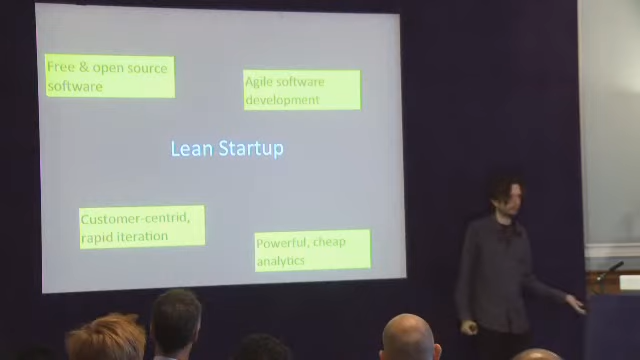 Free & open source
software
Agile software
development
Lean Startup
Customer-centrid,
rapid iteration
Powerful, cheap
analytics